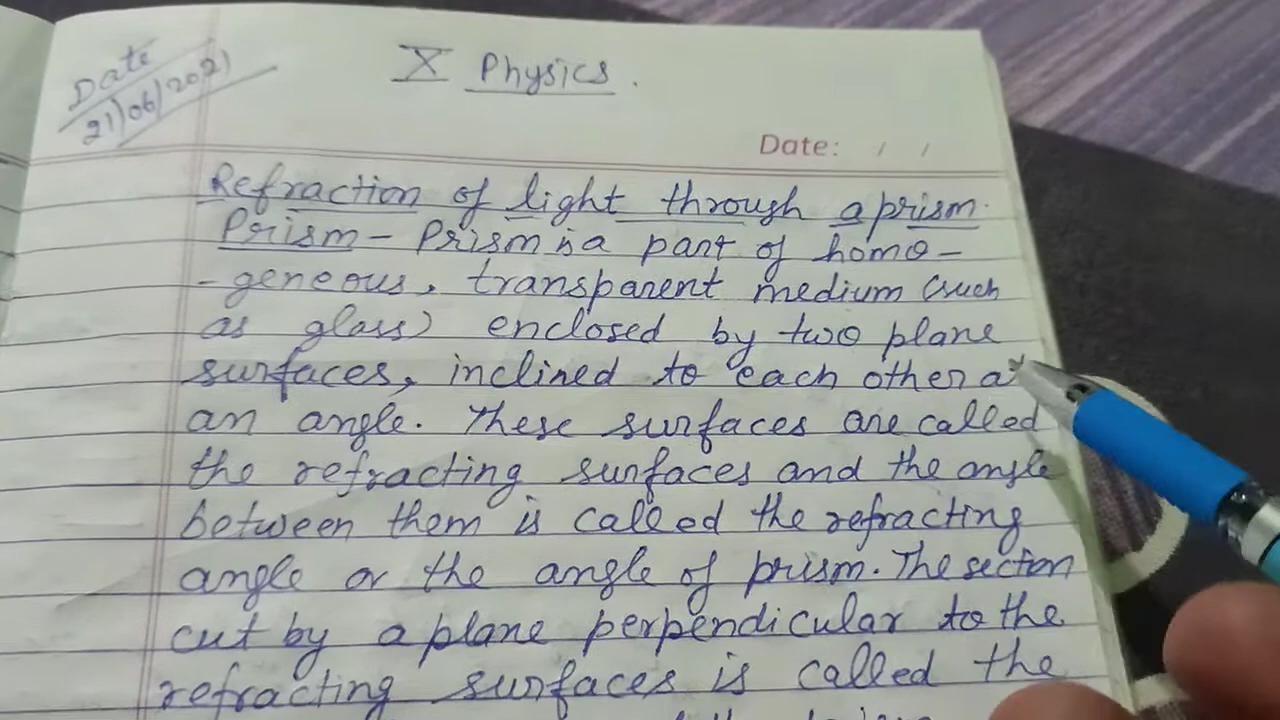 Date
21/06/2021
X Physics.
Date: / /
Refraction of light through a prism.
Prism - Prism is a part of homo-
-geneous, transparent medium (such
as glass) enclosed by two plane
surfaces, inclined to each other at
an angle. These surfaces are called
the refracting surfaces and the angle
between them is called the refracting
angle or the angle of prism. The section
cut by a plane perpendicular to the
refracting surfaces is called the